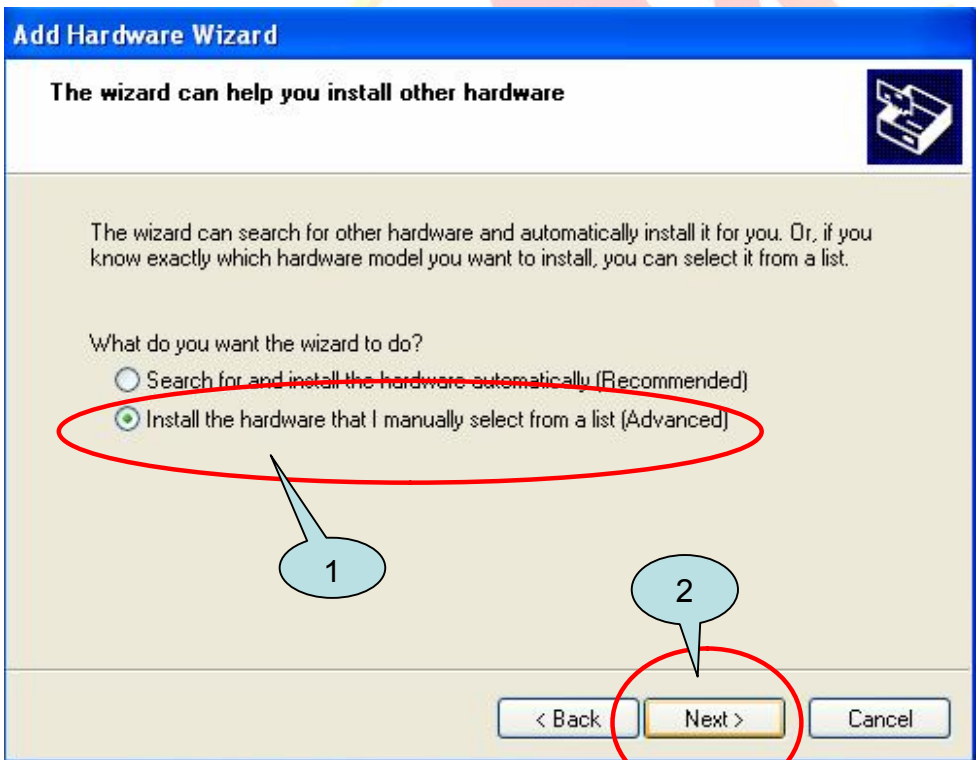 Add Hardware Wizard
The wizard can help you install other hardware
The wizard can search for other hardware and automatically install it for you. Or, if you
know exactly which hardware model you want to install, you can select it from a list.
What do you want the wizard to do?
Search for and install the hardware automatically (Recommended)
Install the hardware that I manually select from a list (Advanced)
1
2
< Back
Next >
Cancel